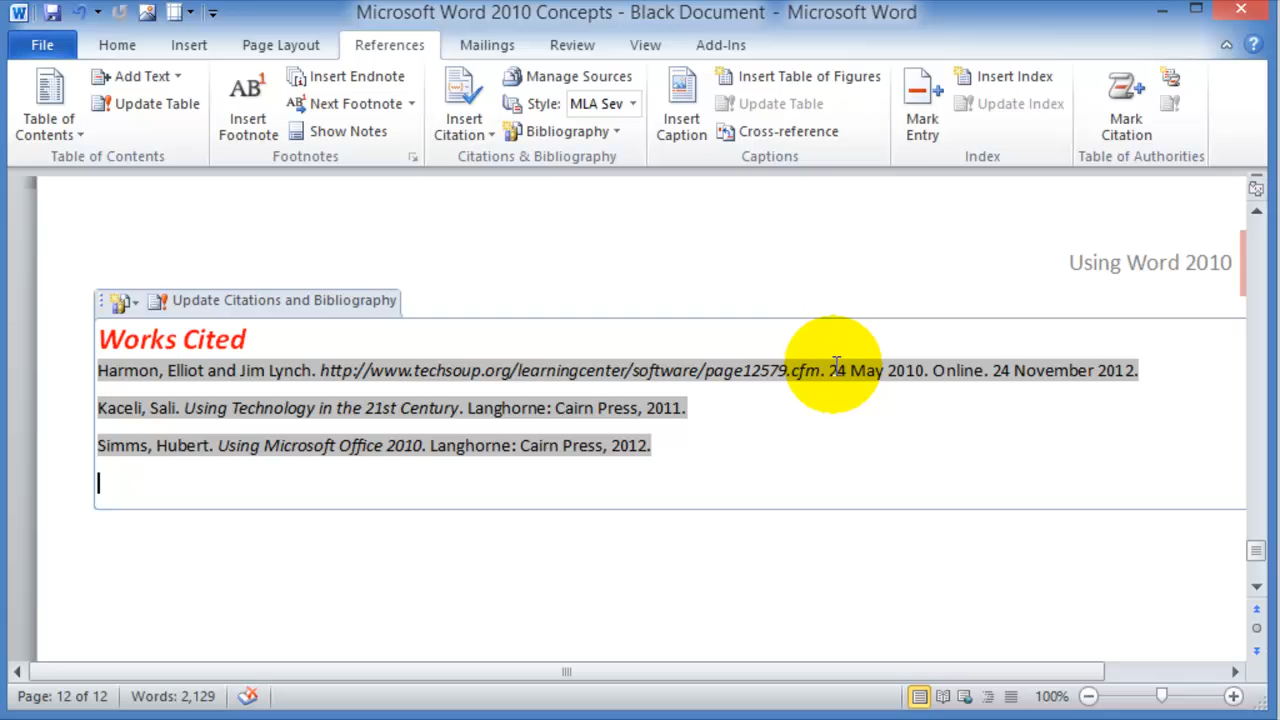 Microsoft Word 2010 Concepts - Black Document - Microsoft Word
File Home Insert Page Layout References Mailings Review View Add-Ins
Table of Contents
Add Text
Update Table
Table of Contents
AB1
Insert Footnote
Insert Endnote
Next Footnote
Show Notes
Footnotes
Insert Citation
Manage Sources
Style: MLA Sev
Bibliography
Citations & Bibliography
Insert Caption
Insert Table of Figures
Update Table
Cross-reference
Captions
Mark Entry
Insert Index
Update Index
Index
Mark Citation
Table of Authorities
Using Word 2010
Update Citations and Bibliography
Works Cited
Harmon, Elliot and Jim Lynch. http://www.techsoup.org/learningcenter/software/page12579.cfm. 24 May 2010. Online. 24 November 2012.
Kaceli, Sali. Using Technology in the 21st Century. Langhorne: Cairn Press, 2011.
Simms, Hubert. Using Microsoft Office 2010. Langhorne: Cairn Press, 2012.
Page: 12 of 12 Words: 2,129 100%